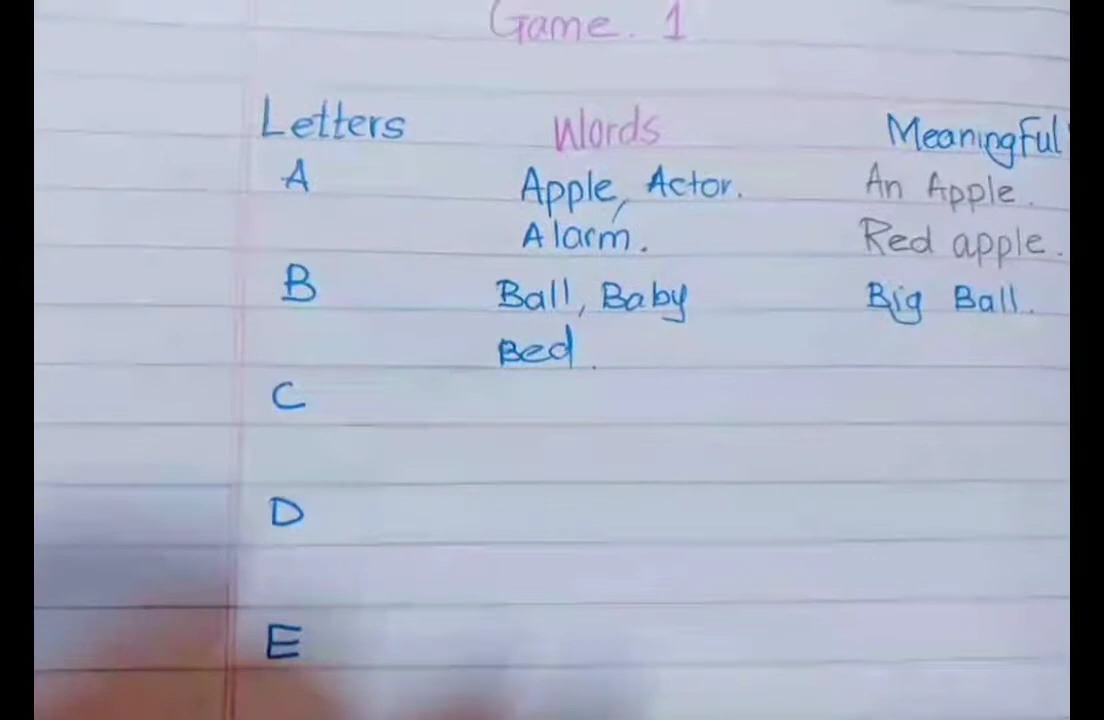 Game. 1
Letters Words Meaningful
A Apple, Actor. An Apple.
Alarm. Red apple.
B Ball, Baby Big Ball.
Bed.
C
D
E